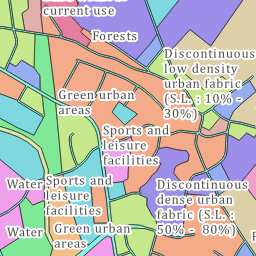 current use
Forests
Discontinuous
low density
urban fabric
(S.L. : 10% -
30%)
Green urban
areas
Sports and
leisure
facilities
Water
Sports and
leisure
facilities
Discontinuous
dense urban
fabric (S.L. :
50% - 80%)
Water
Green urban
areas